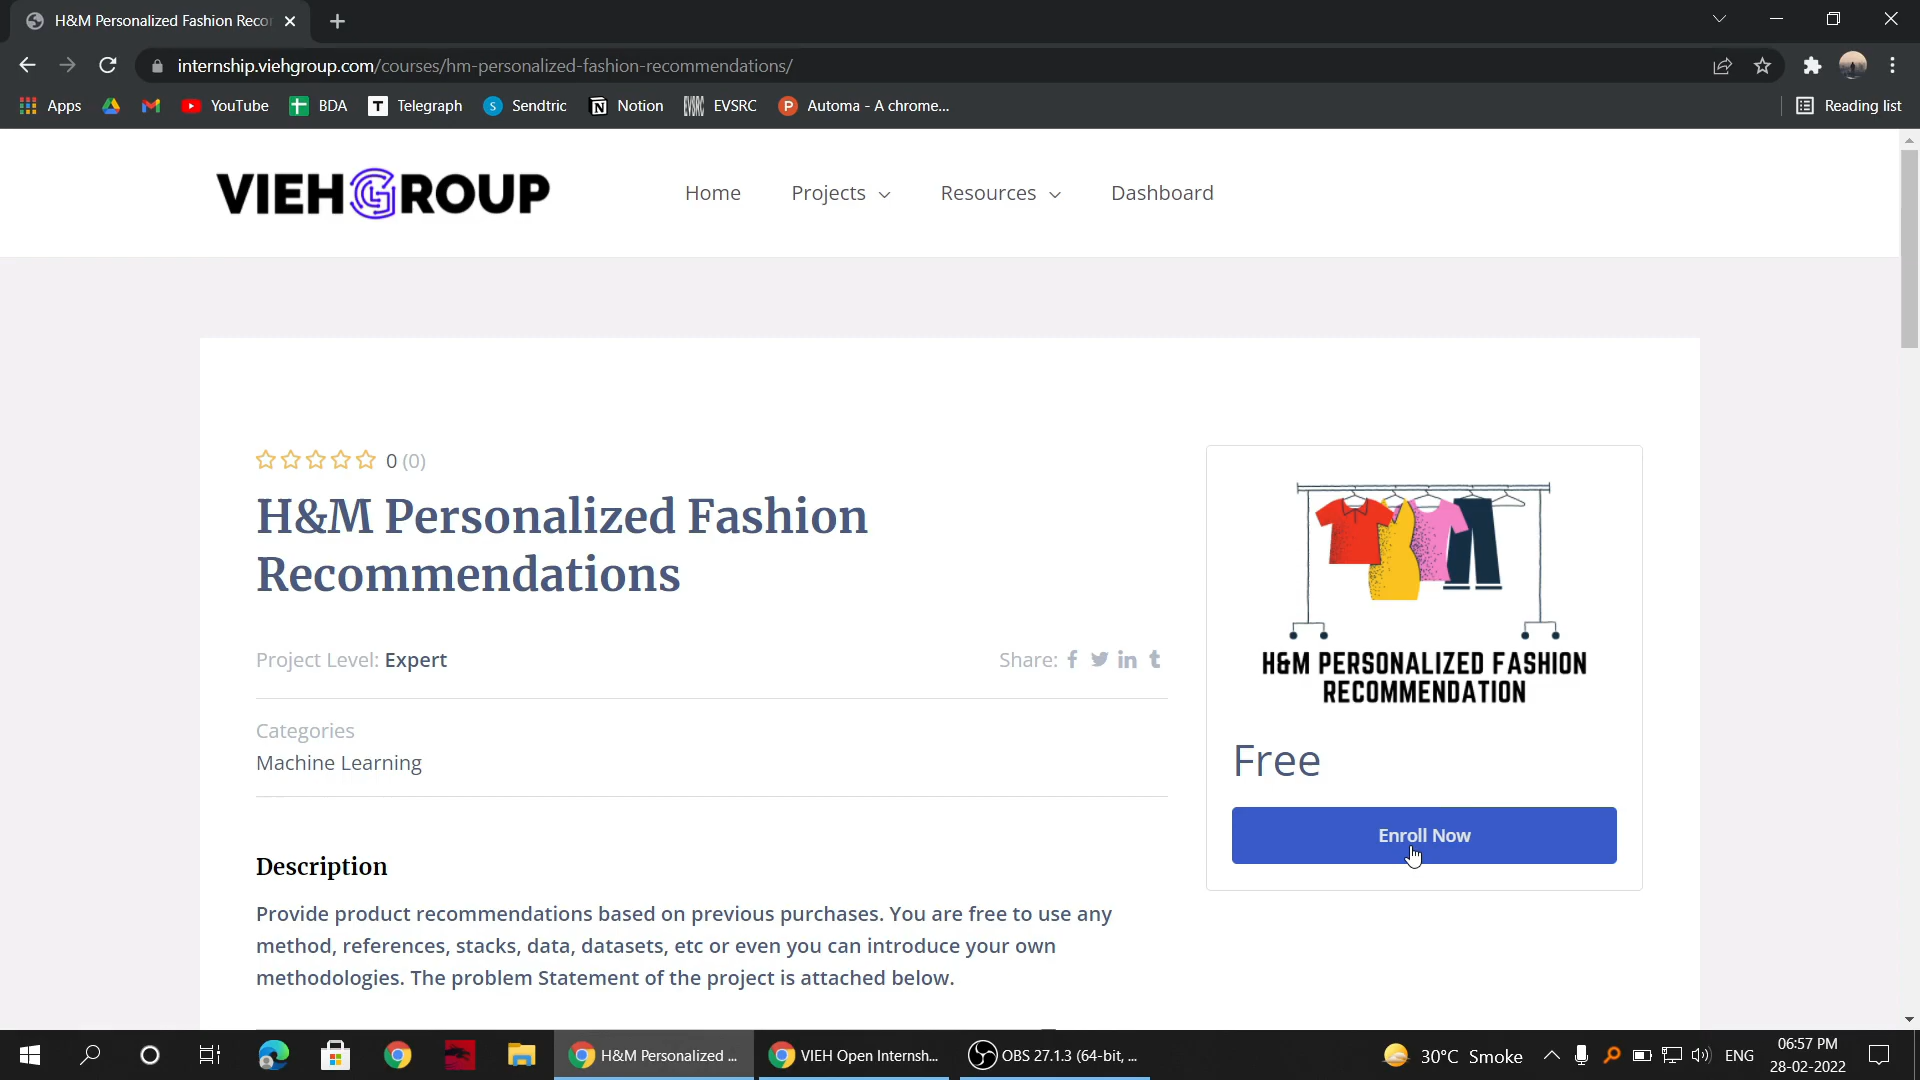 H&M Personalized Fashion Reco
internship.viehgroup.com/courses/hm-personalized-fashion-recommendations/
Apps YouTube BDA Telegraph Sendtric Notion EVSRC EVSRC Automa - A chrome... Reading list
VIEHGROUP Home Projects Resources Dashboard
0 (0)
H&M Personalized Fashion
Recommendations
Project Level: Expert Share:
Categories
Machine Learning
Description
Provide product recommendations based on previous purchases. You are free to use any
method, references, stacks, data, datasets, etc or even you can introduce your own
methodologies. The problem Statement of the project is attached below.
H&M PERSONALIZED FASHION
RECOMMENDATION
Free
Enroll Now
H&M Personalized ... VIEH Open Internsh... OBS 27.1.3 (64-bit, ... 30°C Smoke ENG
06:57 PM
28-02-2022